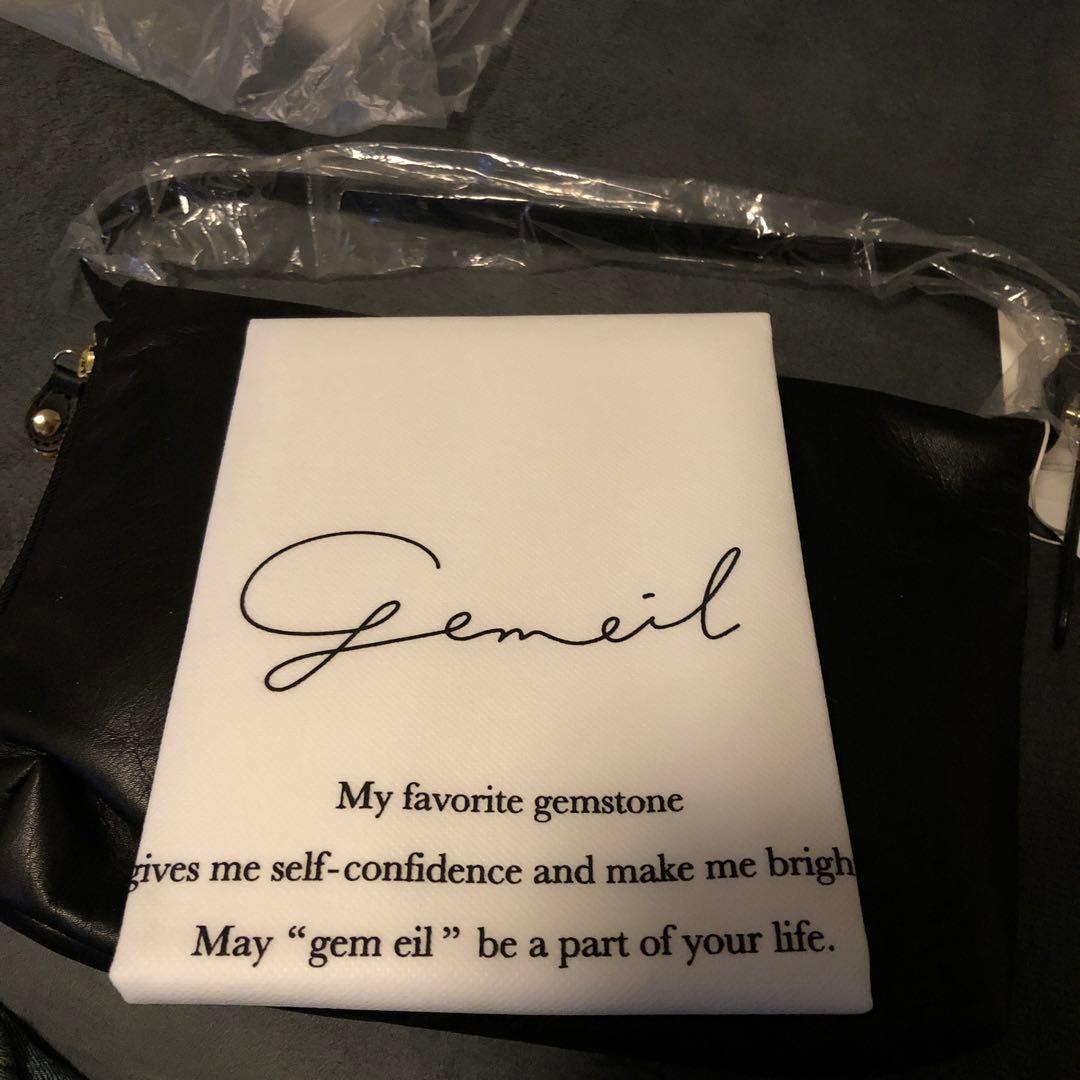 Gemeil
My favorite gemstone
gives me self-confidence and make me brigh
May “gem eil” be a part of your life.